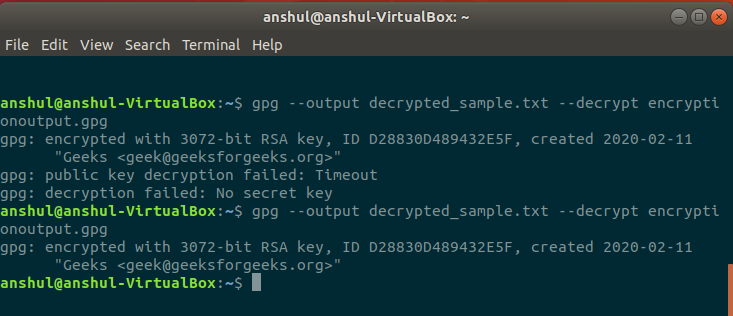 anshul@anshul-VirtualBox: ~
File Edit View Search Terminal Help
anshul@anshul-VirtualBox:~$ gpg --output decrypted_sample.txt --decrypt encrypti
onoutput.gpg
gpg: encrypted with 3072-bit RSA key, ID D28830D489432E5F, created 2020-02-11
      "Geeks <geek@geeksforgeeks.org>"
gpg: public key decryption failed: Timeout
gpg: decryption failed: No secret key
anshul@anshul-VirtualBox:~$ gpg --output decrypted_sample.txt --decrypt encrypti
onoutput.gpg
gpg: encrypted with 3072-bit RSA key, ID D28830D489432E5F, created 2020-02-11
      "Geeks <geek@geeksforgeeks.org>"
anshul@anshul-VirtualBox:~$